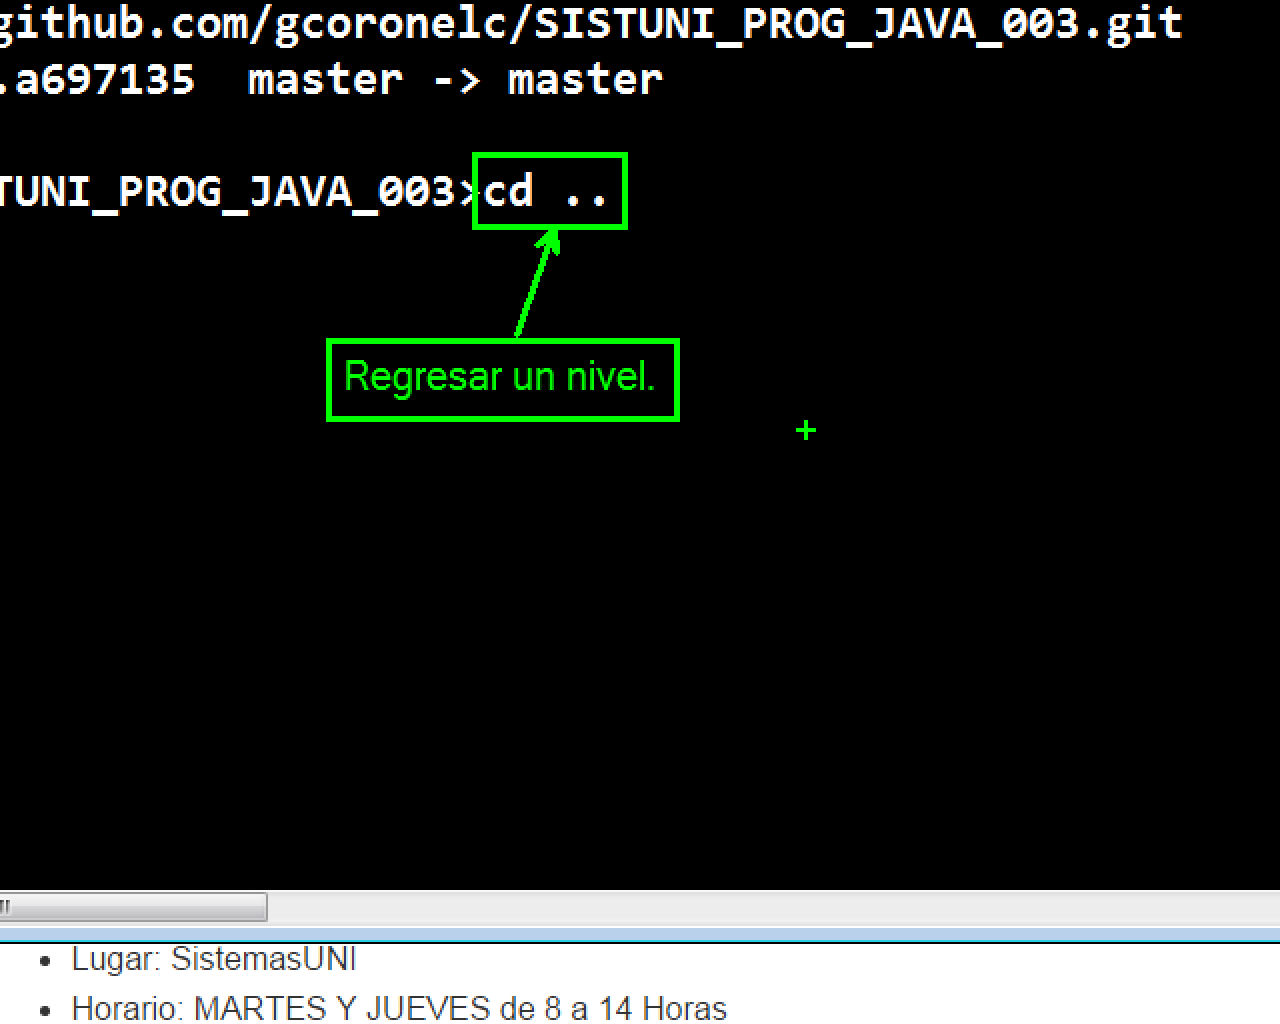 github.com/gcoronelc/SISTUNI_PROG_JAVA_003.git
.a697135 master -> master
TUNI_PROG_JAVA_003>cd ..
Regresar un nivel.
Lugar: SistemasUNI
Horario: MARTES Y JUEVES de 8 a 14 Horas